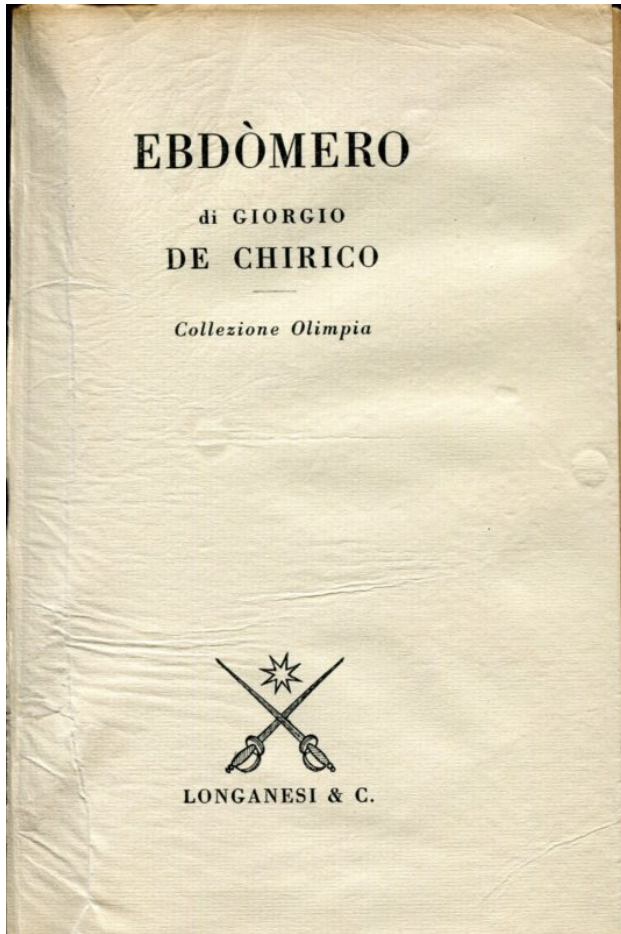 EBDÒMERO
di GIORGIO
DE CHIRICO
Collezione Olimpia
LONGANESI & C.